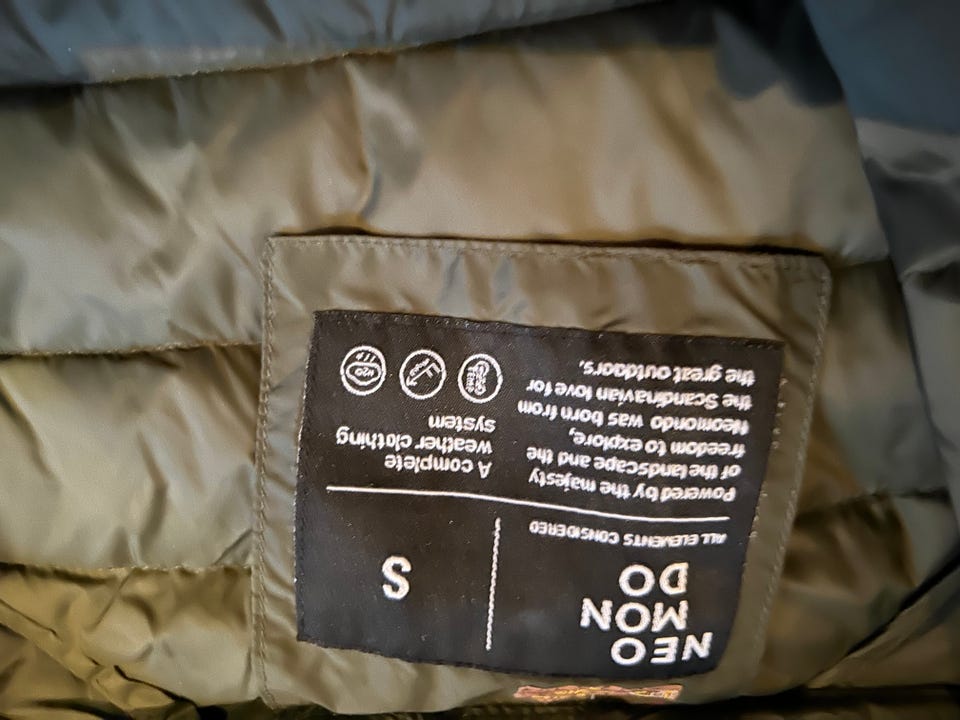 NEO
MON
DO
ALL ELEMENTS CONSIDERED
S
Powered by the majesty
of the landscape and the
freedom to explore,
Neomondo was born from
the Scandinavian love for
the great outdoors.
A complete
weather clothing
system